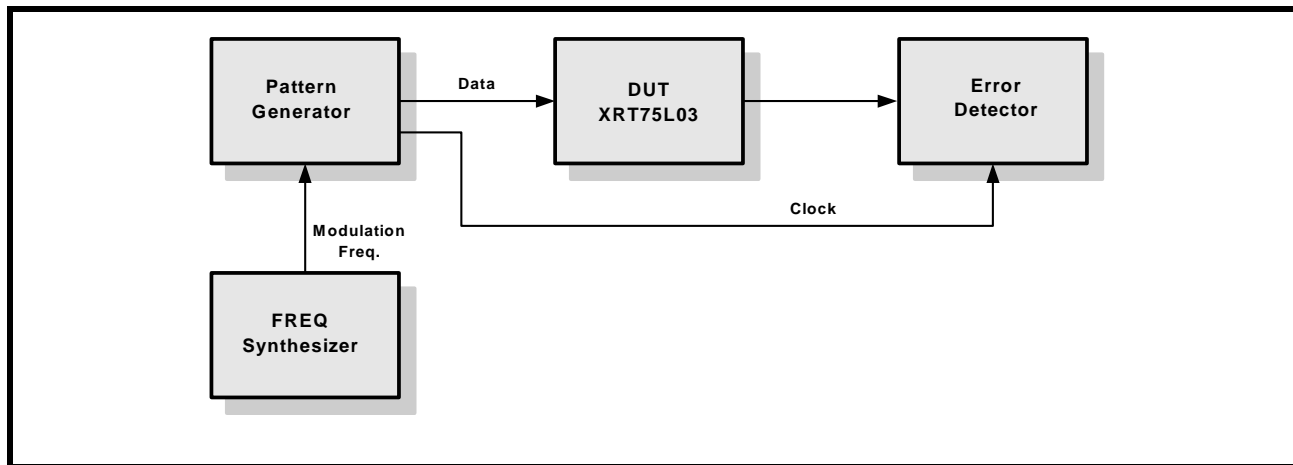 Pattern
Generator
Data
DUT
XRT75L03
Error
Detector
Clock
Modulation
Freq.
FREQ
Synthesizer